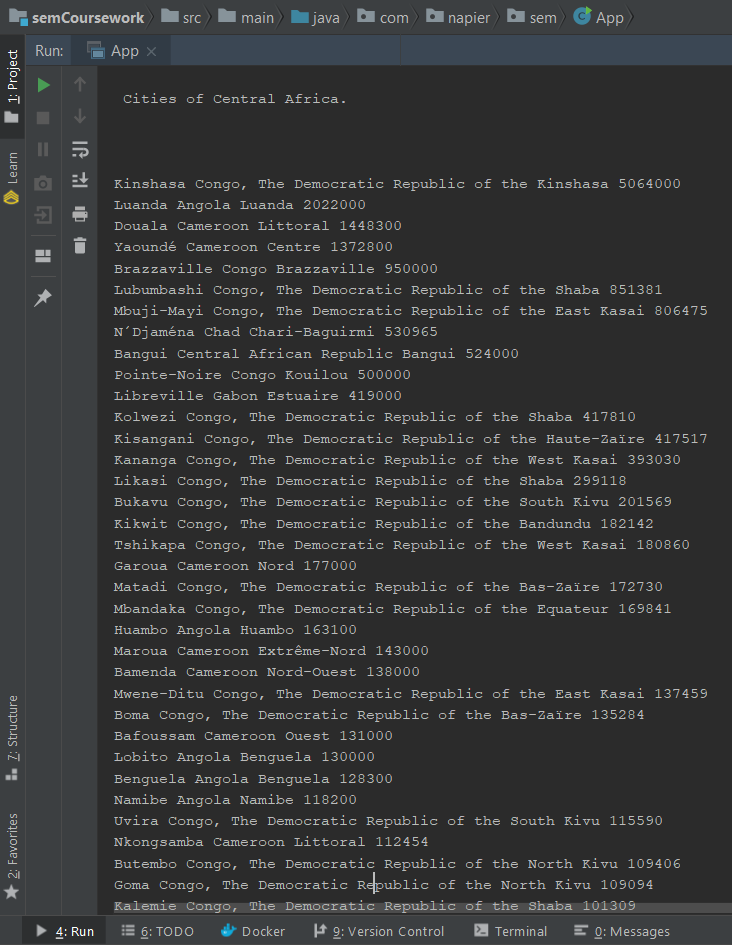 semCoursework src main java com napier sem App
Run: App
1: Project
Learn
7: Structure
2: Favorites
Cities of Central Africa.
Kinshasa Congo, The Democratic Republic of the Kinshasa 5064000
Luanda Angola Luanda 2022000
Douala Cameroon Littoral 1448300
Yaoundé Cameroon Centre 1372800
Brazzaville Congo Brazzaville 950000
Lubumbashi Congo, The Democratic Republic of the Shaba 851381
Mbuji-Mayi Congo, The Democratic Republic of the East Kasai 806475
N´Djaména Chad Chari-Baguirmi 530965
Bangui Central African Republic Bangui 524000
Pointe-Noire Congo Kouilou 500000
Libreville Gabon Estuaire 419000
Kolwezi Congo, The Democratic Republic of the Shaba 417810
Kisangani Congo, The Democratic Republic of the Haute-Zaïre 417517
Kananga Congo, The Democratic Republic of the West Kasai 393030
Likasi Congo, The Democratic Republic of the Shaba 299118
Bukavu Congo, The Democratic Republic of the South Kivu 201569
Kikwit Congo, The Democratic Republic of the Bandundu 182142
Tshikapa Congo, The Democratic Republic of the West Kasai 180860
Garoua Cameroon Nord 177000
Matadi Congo, The Democratic Republic of the Bas-Zaïre 172730
Mbandaka Congo, The Democratic Republic of the Equateur 169841
Huambo Angola Huambo 163100
Maroua Cameroon Extrême-Nord 143000
Bamenda Cameroon Nord-Ouest 138000
Mwene-Ditu Congo, The Democratic Republic of the East Kasai 137459
Boma Congo, The Democratic Republic of the Bas-Zaïre 135284
Bafoussam Cameroon Ouest 131000
Lobito Angola Benguela 130000
Benguela Angola Benguela 128300
Namibe Angola Namibe 118200
Uvira Congo, The Democratic Republic of the South Kivu 115590
Nkongsamba Cameroon Littoral 112454
Butembo Congo, The Democratic Republic of the North Kivu 109406
Goma Congo, The Democratic Republic of the North Kivu 109094
Kalemie Congo, The Democratic Republic of the Shaba 101309
4: Run 6: TODO Docker 9: Version Control Terminal 0: Messages